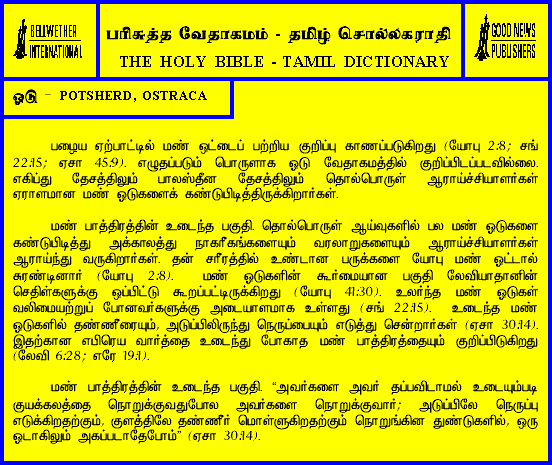 BELLWETHER
INTERNATIONAL
பரிசுத்த வேதாகமம் - தமிழ் சொல்லகராதி
THE HOLY BIBLE - TAMIL DICTIONARY
GOOD NEWS
PUBLISHERS
ஓடு - POTSHERD, OSTRACA
பழைய ஏற்பாட்டில் மண் ஒட்டைப் பற்றிய குறிப்பு காணப்படுகிறது (யோபு 2:8; சங்
22:15; ஏசா 45:9). எழுதப்படும் பொருளாக ஓடு வேதாகமத்தில் குறிப்பிடப்படவில்லை.
எகிப்து தேசத்திலும் பாலஸ்தீன தேசத்திலும் தொல்பொருள் ஆராய்ச்சியாளர்கள்
ஏராளமான மண் ஓடுகளைக் கண்டுபிடித்திருக்கிறார்கள்.
மண் பாத்திரத்தின் உடைந்த பகுதி. தொல்பொருள் ஆய்வுகளில் பல மண் ஓடுகளை
கண்டுபிடித்து அக்காலத்து நாகரீகங்களையும் வரலாறுகளையும் ஆராய்ச்சியாளர்கள்
ஆராய்ந்து வருகிறார்கள். தன் சரீரத்தில் உண்டான பருக்களை யோபு மண் ஓட்டால்
சுரண்டினார் (யோபு 2:8). மண் ஓடுகளின் கூர்மையான பகுதி லேவியாதானின்
செதிள்களுக்கு ஒப்பிட்டு கூறப்பட்டிருக்கிறது (யோபு 41:30). உலர்ந்த மண் ஓடுகள்
வலிமையற்றுப் போனவர்களுக்கு அடையாளமாக உள்ளது (சங் 22:15). உடைந்த மண்
ஓடுகளில் தண்ணீரையும், அடுப்பிலிருந்து நெருப்பையும் எடுத்து சென்றார்கள் (ஏசா 30:14).
இதற்கான எபிரெய வார்த்தை உடைந்து போகாத மண் பாத்திரத்தையும் குறிப்பிடுகிறது
(லேவி 6:28; எரே 19:1).
மண் பாத்திரத்தின் உடைந்த பகுதி. "அவர்களை அவர் தப்பவிடாமல் உடையும்படி
குயக்கலத்தை நொறுக்குவதுபோல அவர்களை நொறுக்குவார்; அடுப்பிலே நெருப்பு
எடுக்கிறதற்கும், குளத்திலே தண்ணீர் மொள்ளுகிறதற்கும் நொறுங்கின துண்டுகளில், ஒரு
ஓடாகிலும் அகப்படாதேபோம்" (ஏசா 30:14).